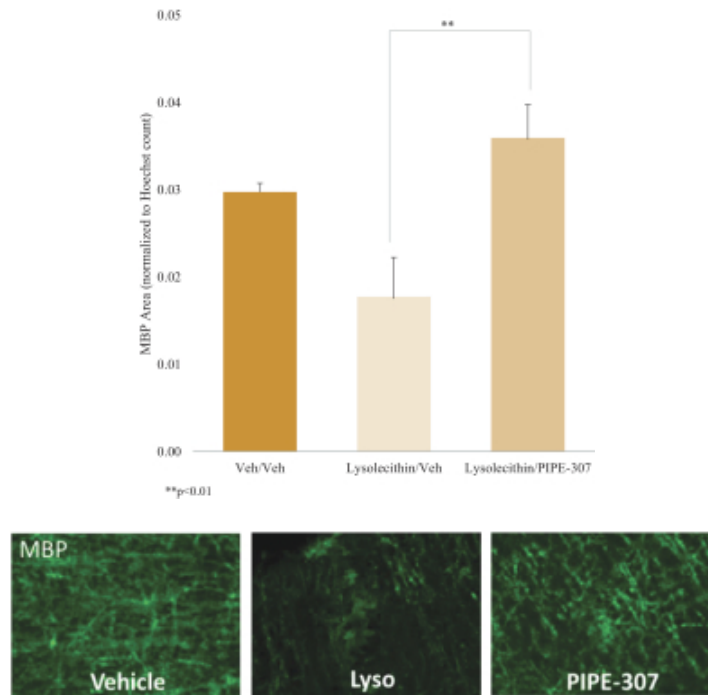 0.05
**
0.04
0.03
0.02
0.01
0.00
MBP Area (normalized to Hoechst count)
Veh/Veh
Lysolecithin/Veh
Lysolecithin/PIPE-307
**p<0.01
MBP
Vehicle
Lyso
PIPE-307